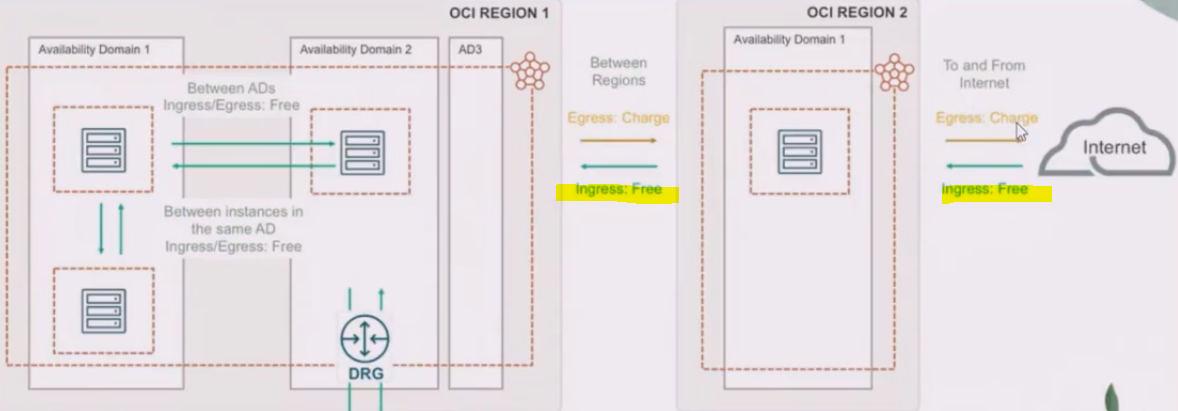 OCI REGION 1
Availability Domain 1
Availability Domain 2
AD3
Between ADs
Ingress/Egress: Free
Between instances in
the same AD
Ingress/Egress: Free
DRG
Between
Regions
Egress: Charge
Ingress: Free
OCI REGION 2
Availability Domain 1
To and From
Internet
Egress: Charge
Ingress: Free
Internet